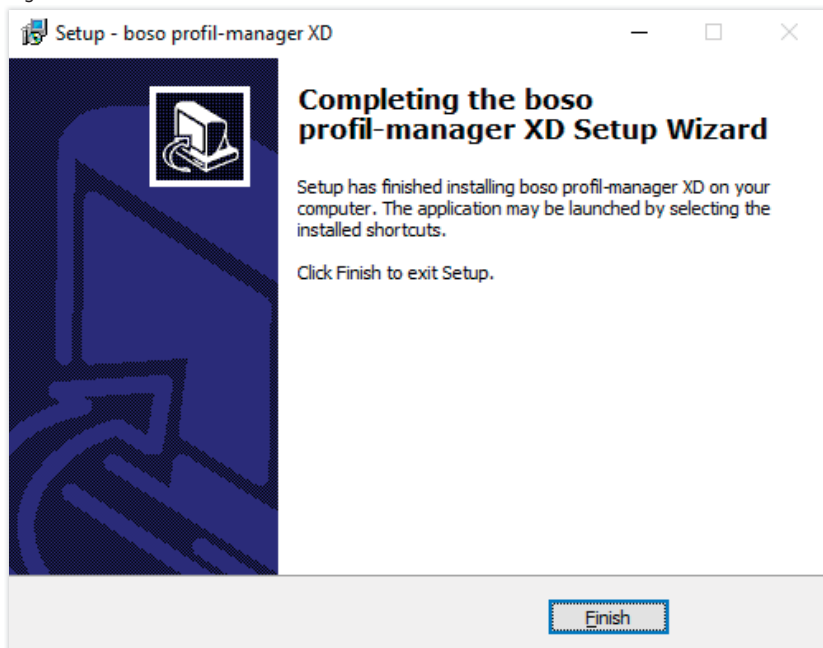 Setup - boso profil-manager XD
Completing the boso
profil-manager XD Setup Wizard
Setup has finished installing boso profil-manager XD on your
computer. The application may be launched by selecting the
installed shortcuts.
Click Finish to exit Setup.
Finish